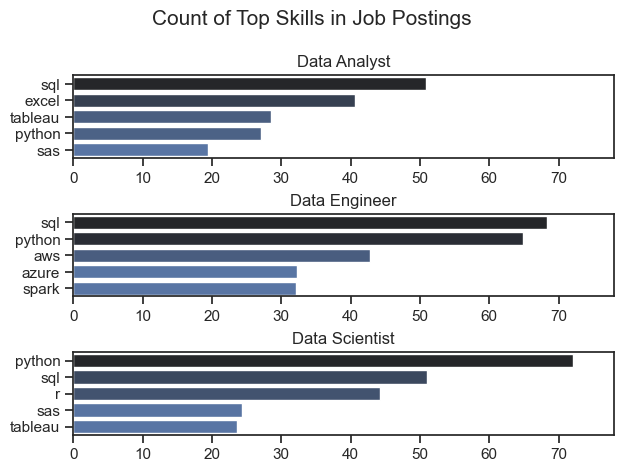 Count of Top Skills in Job Postings
Data Analyst
sql
excel
tableau
python
sas
0 10 20 30 40 50 60 70
Data Engineer
sql
python
aws
azure
spark
0 10 20 30 40 50 60 70
Data Scientist
python
sql
r
sas
tableau
0 10 20 30 40 50 60 70